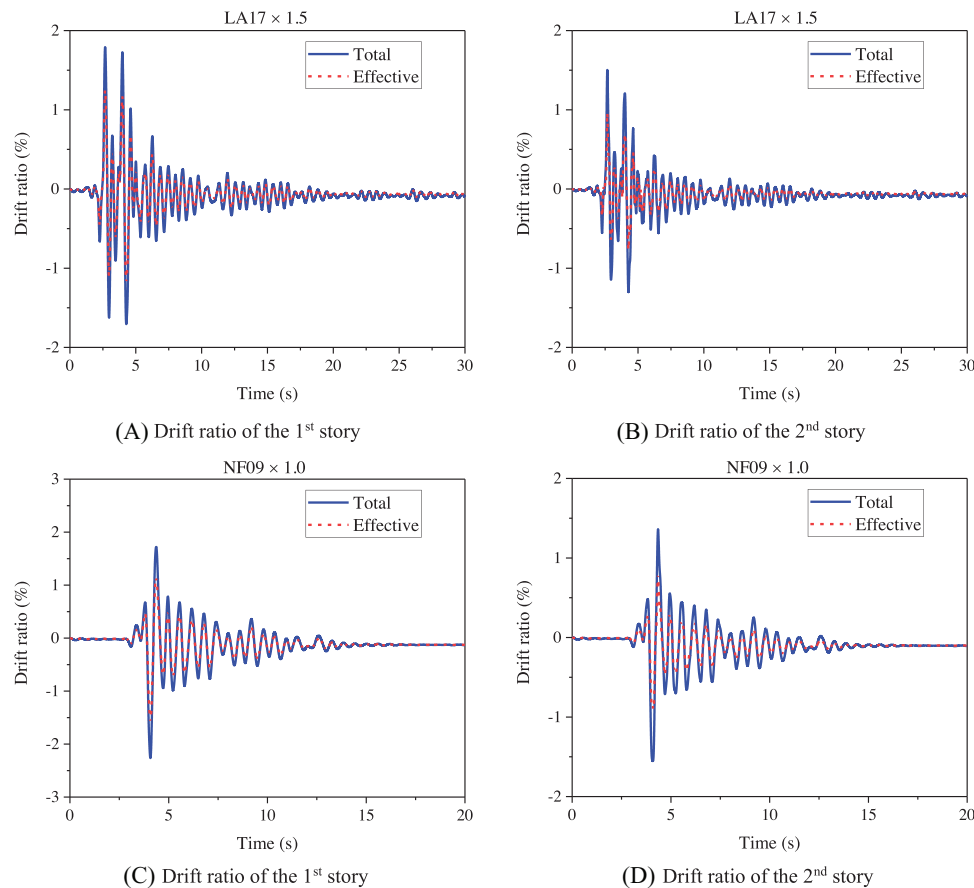 LA17 × 1.5
Total
Effective
Drift ratio (%)
2
1
0
-1
-2
0 5 10 15 20 25 30
Time (s)
(A) Drift ratio of the 1st story
LA17 × 1.5
Total
Effective
Drift ratio (%)
2
1
0
-1
-2
0 5 10 15 20 25 30
Time (s)
(B) Drift ratio of the 2nd story
NF09 × 1.0
Total
Effective
Drift ratio (%)
3
2
1
0
-1
-2
-3
0 5 10 15 20
Time (s)
(C) Drift ratio of the 1st story
NF09 × 1.0
Total
Effective
Drift ratio (%)
2
1
0
-1
-2
0 5 10 15 20
Time (s)
(D) Drift ratio of the 2nd story